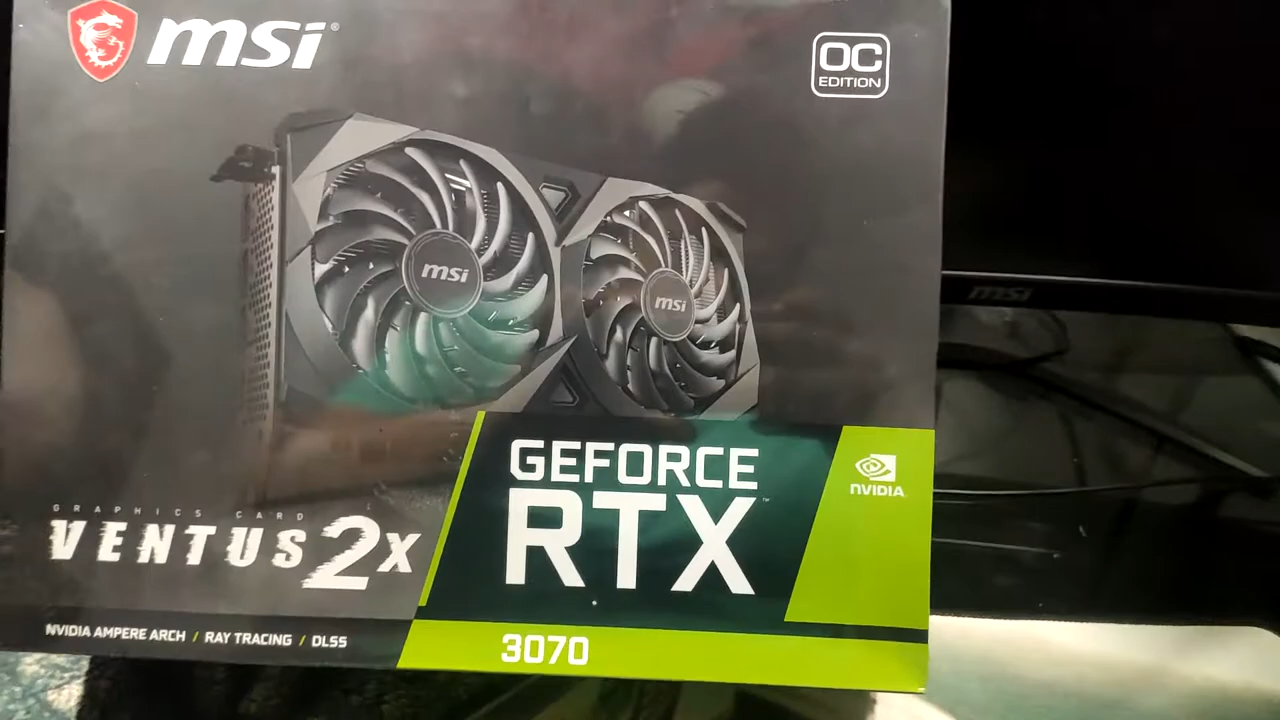 msi
OC
EDITION
msi
msi
msi
GEFORCE
RTX™
NVIDIA
GRAPHICS CARD
VENTUS 2X
NVIDIA AMPERE ARCH / RAY TRACING / DLSS
3070